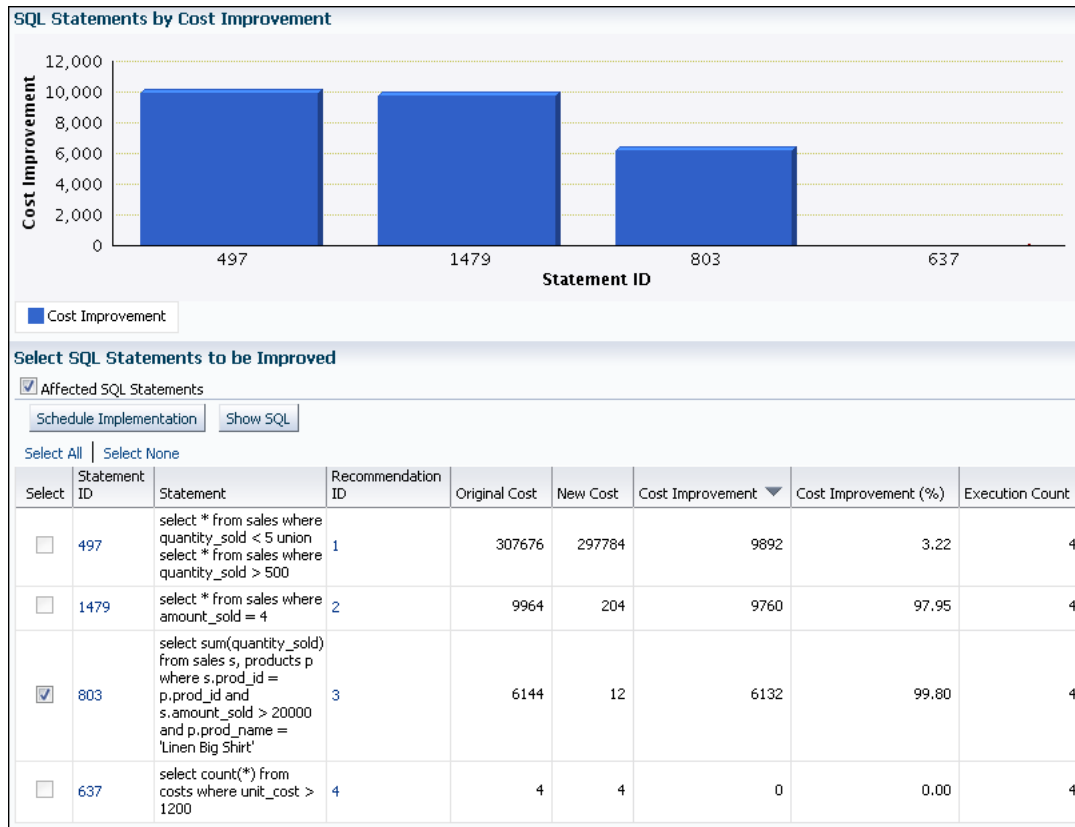 SQL Statements by Cost Improvement
12,000
10,000
8,000
6,000
4,000
2,000
0
Cost Improvement
497 1479 803 637
Statement ID
Cost Improvement
Select SQL Statements to be Improved
Affected SQL Statements
Schedule Implementation Show SQL
Select All | Select None
Select Statement ID Statement Recommendation ID Original Cost New Cost Cost Improvement Cost Improvement (%) Execution Count
select * from sales where
quantity_sold < 5 union
select * from sales where
quantity_sold > 500
497 1 307676 297784 9892 3.22 4
select * from sales where
amount_sold = 4
1479 2 9964 204 9760 97.95 4
select sum(quantity_sold)
from sales s, products p
where s.prod_id =
p.prod_id and
s.amount_sold > 20000
and p.prod_name =
'Linen Big Shirt'
803 3 6144 12 6132 99.80 4
select count(*) from
costs where unit_cost >
1200
637 4 4 4 0 0.00 4